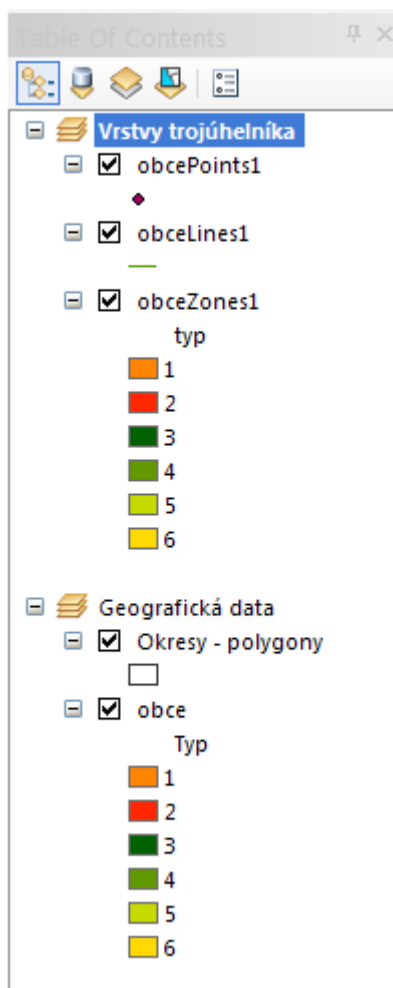 Table Of Contents
Vrstvy trojúhelníka
obcePoints1
obceLines1
obceZones1
typ
1
2
3
4
5
6
Geografická data
Okresy - polygony
obce
Typ
1
2
3
4
5
6